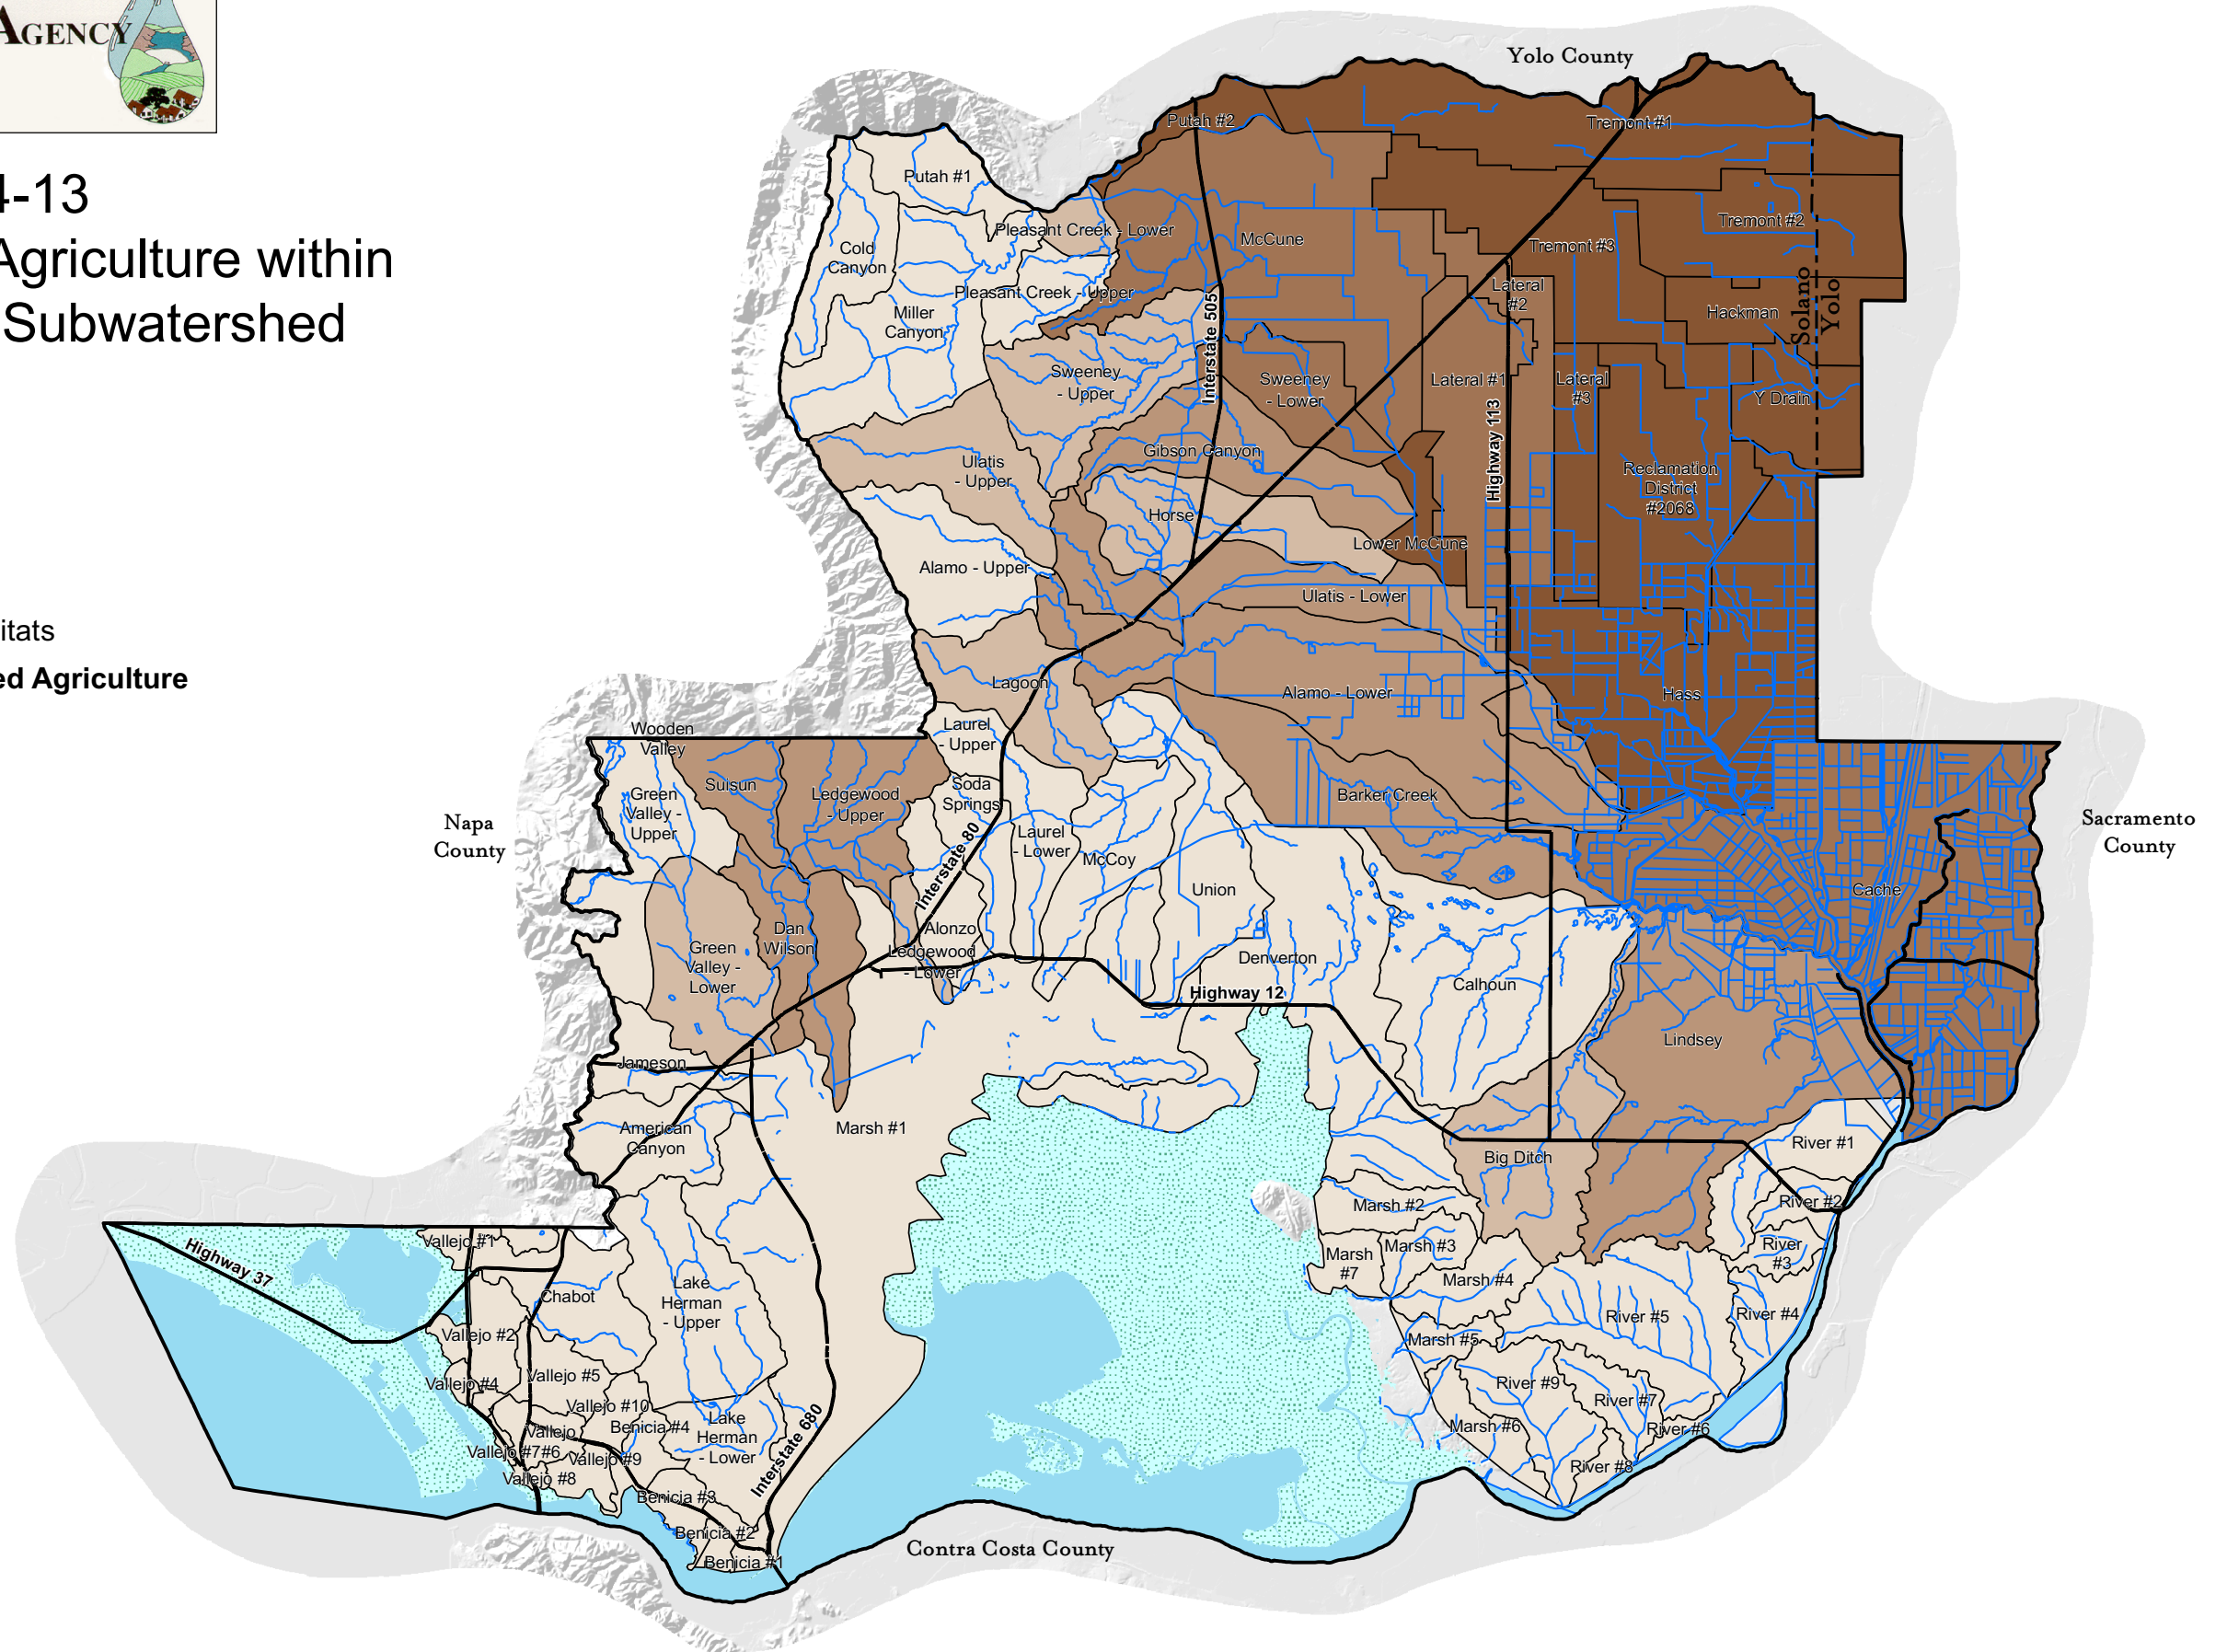 AGENCY
4-13
Agriculture within
Subwatershed
itats
ed Agriculture
Yolo County
Putah #2
Tremont #1
Putah #1
Tremont #2
Pleasant Creek - Lower
McCune
Tremont #3
Cold
Canyon
Pleasant Creek - Upper
Lateral
#2
Miller
Canyon
Hackman
Solano
Yolo
Interstate 505
Sweeney
- Upper
Sweeney
- Lower
Lateral #1
Lateral
#3
Y Drain
Highway 113
Gibson Canyon
Ulatis
- Upper
Reclamation
District
#2068
Horse
Lower McCune
Alamo - Upper
Ulatis - Lower
Lagoon
Alamo - Lower
Hass
Laurel
- Upper
Wooden
Valley
Suisun
Ledgewood
- Upper
Soda
Springs
Barker Creek
Green
Valley -
Upper
Napa
County
Interstate 80
Laurel
- Lower
McCoy
Sacramento
County
Union
Cache
Dan
Wilson
Alonzo
Green
Valley -
Lower
Ledgewood
- Lower
Denverton
Calhoun
Highway 12
Lindsey
Jameson
American
Canyon
Marsh #1
River #1
Big Ditch
Marsh #2
River #2
Vallejo #1
Highway 37
Marsh #3
Marsh
#7
River
#3
Marsh #4
Chabot
Lake
Herman
- Upper
River #5
River #4
Vallejo #2
Marsh #5
Vallejo #5
Vallejo #4
River #9
River #7
Vallejo #10
Benicia #4
Lake
Herman
- Lower
Marsh #6
River #6
Vallejo
#6
Vallejo #7
Vallejo #9
Vallejo #8
River #8
Interstate 680
Benicia #3
Benicia #2
Benicia #1
Contra Costa County